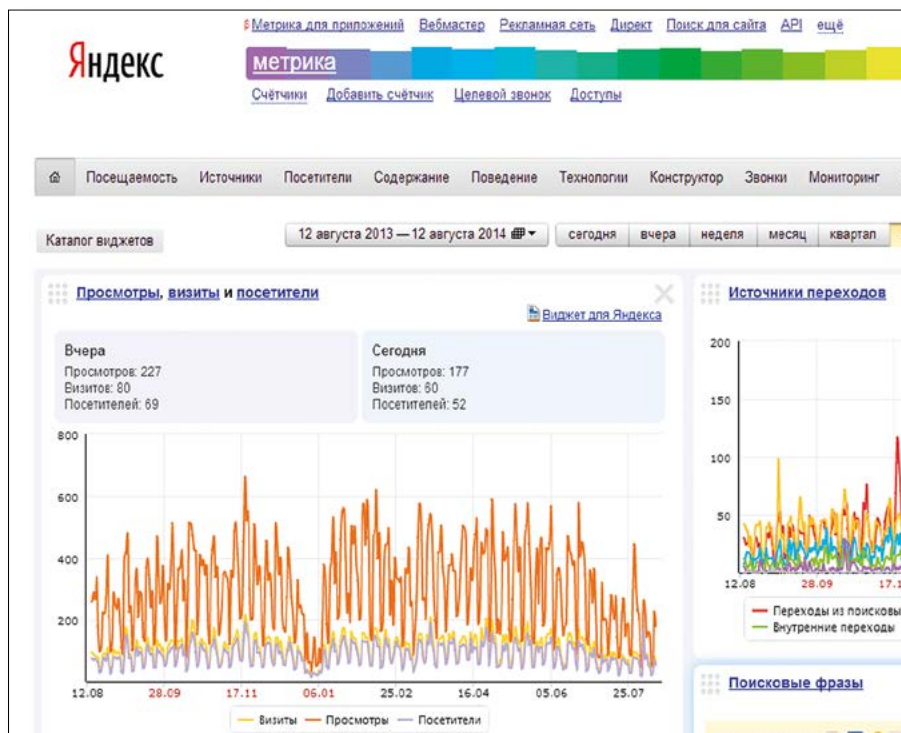 β Метрика для приложений Вебмастер Рекламная сеть Директ Поиск для сайта API ещё
Яндекс
метрика
Счётчики Добавить счётчик Целевой звонок Доступы
Посещаемость Источники Посетители Содержание Поведение Технологии Конструктор Звонки Мониторинг
Каталог виджетов
12 августа 2013 — 12 августа 2014
сегодня вчера неделя месяц квартал
Просмотры, визиты и посетители
Виджет для Яндекса
Вчера
Просмотров: 227
Визитов: 80
Посетителей: 69
Сегодня
Просмотров: 177
Визитов: 60
Посетителей: 52
800
600
400
200
12.08 28.09 17.11 06.01 25.02 16.04 05.06 25.07
Визиты Просмотры Посетители
Источники переходов
200
150
100
50
12.08 28.09 17.1
Переходы из поисковы
Внутренние переходы
Поисковые фразы